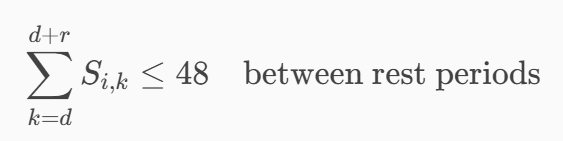 d+r
∑ S_{i,k} ≤ 48 between rest periods
k=d